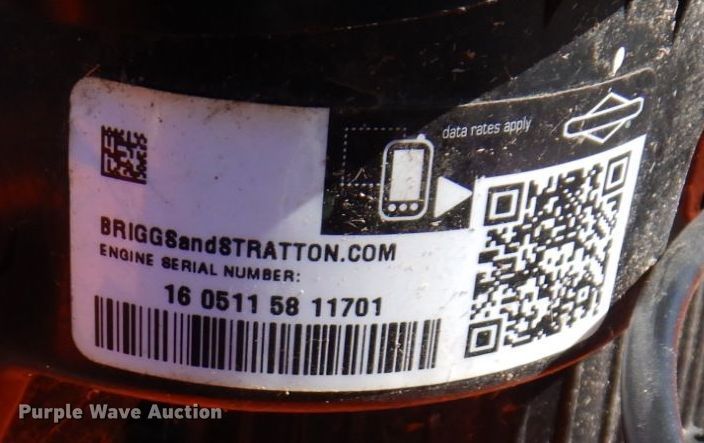 data rates apply
BRIGGSandSTRATTON.COM
ENGINE SERIAL NUMBER:
16 0511 58 11701
Purple Wave Auction